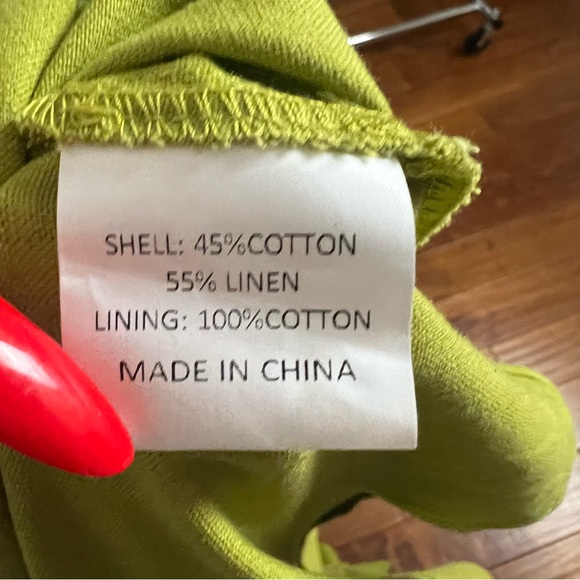 SHELL: 45%COTTON
55% LINEN
LINING: 100%COTTON
MADE IN CHINA